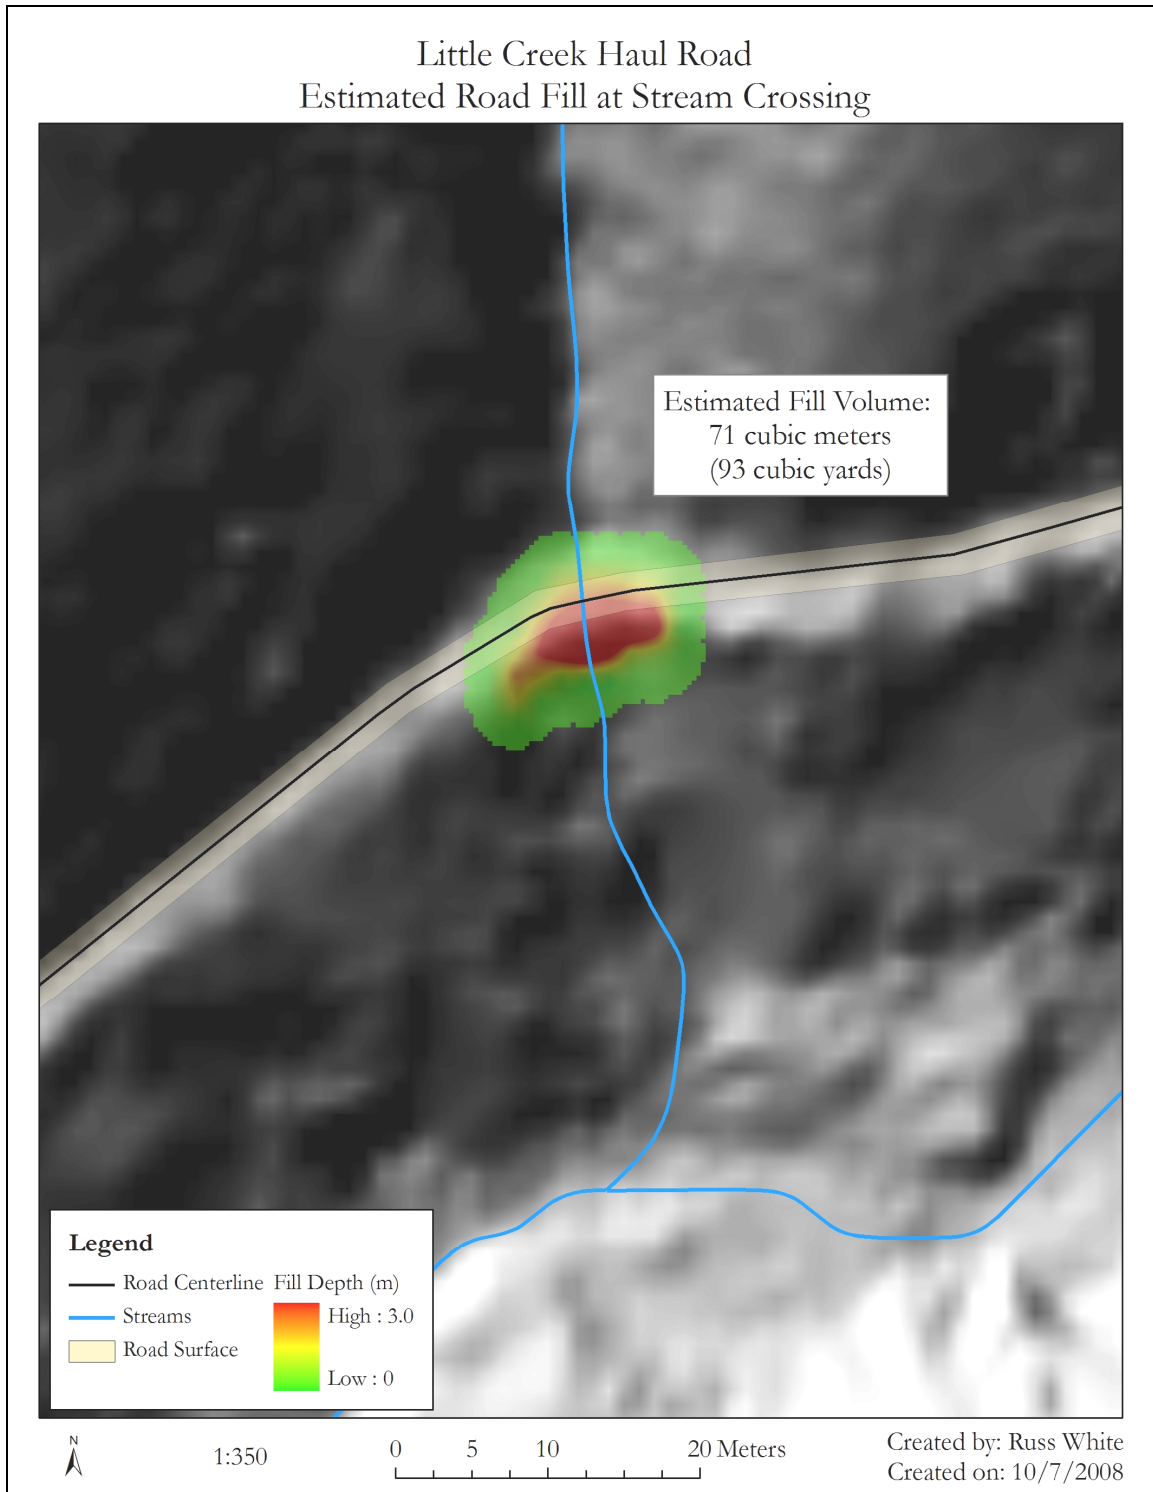 Little Creek Haul Road
Estimated Road Fill at Stream Crossing
Estimated Fill Volume:
71 cubic meters
(93 cubic yards)
Legend
Road Centerline
Streams
Road Surface
Fill Depth (m)
High : 3.0
Low : 0
N
1:350
0 5 10 20 Meters
Created by: Russ White
Created on: 10/7/2008